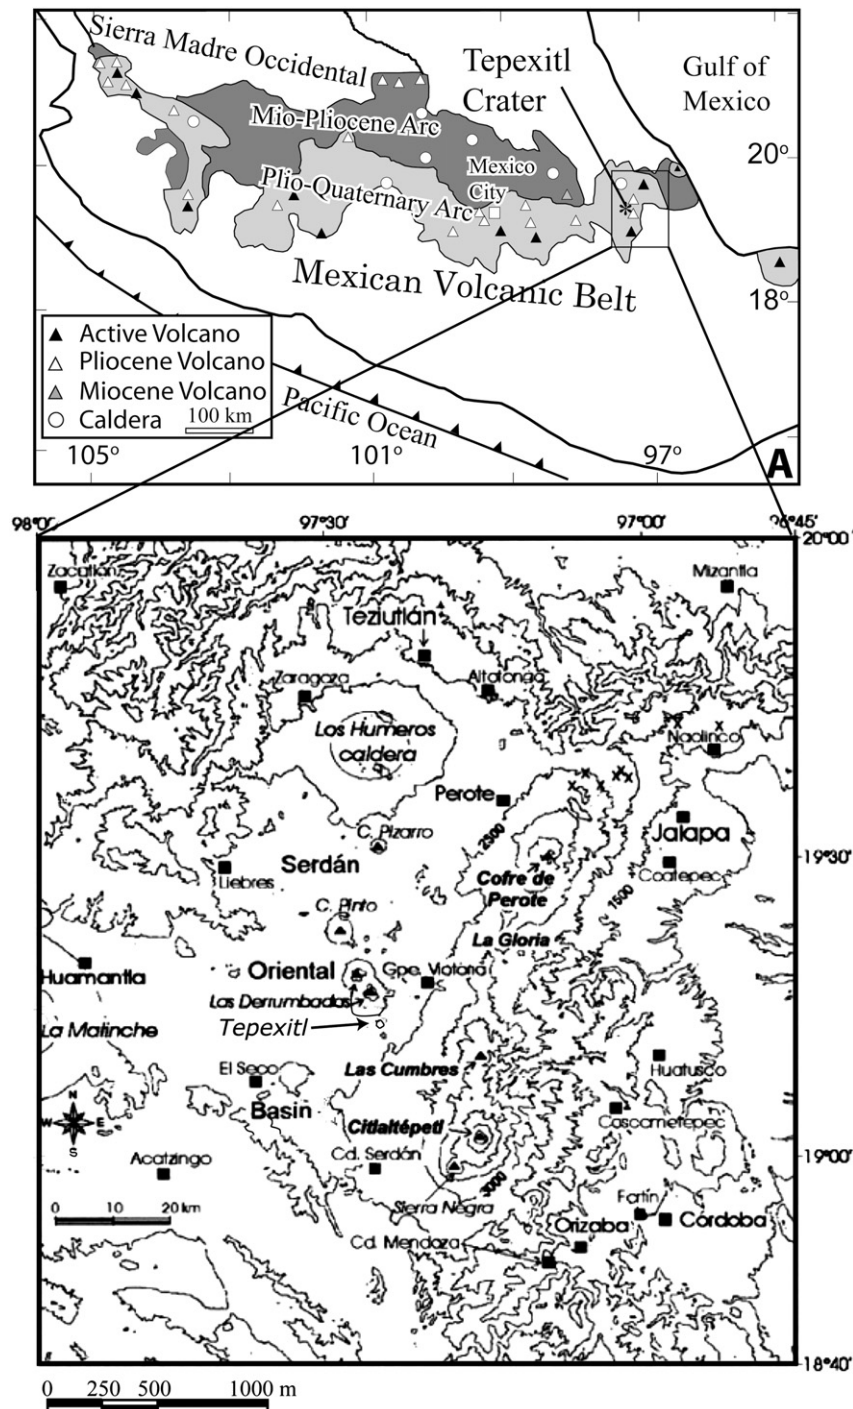 Sierra Madre Occidental
Tepexitl
Crater
Gulf of
Mexico
Mio-Pliocene Arc
20°
Mexico
City
Plio-Quaternary Arc
Mexican Volcanic Belt
18°
Active Volcano
Pliocene Volcano
Miocene Volcano
Caldera
100 km
Pacific Ocean
105°
101°
97°
A
98°00'
97°30'
97°00'
96°45'
20°00'
Zacatlán
Mizantla
Teziutlán
Zaragoza
Altotonga
Los Humeros
caldera
Naolinco
Perote
C. Pizarro
2500
Jalapa
Serdán
19°30'
Libres
Coatepec
Cofre de
Perote
1500
C. Pinto
La Gloria
Huamantla
Oriental
Gpe. Victoria
Las Derrumbadas
La Malinche
Tepexitl
El Seco
Las Cumbres
Huatusco
Basin
N
W
E
S
Citlaltépetl
Coscomatepec
Acatzingo
Cd. Serdán
19°00'
3000
Sierra Negra
0 10 20 km
Fortín
Orizaba
Córdoba
Cd. Mendoza
18°40'
0 250 500 1000 m